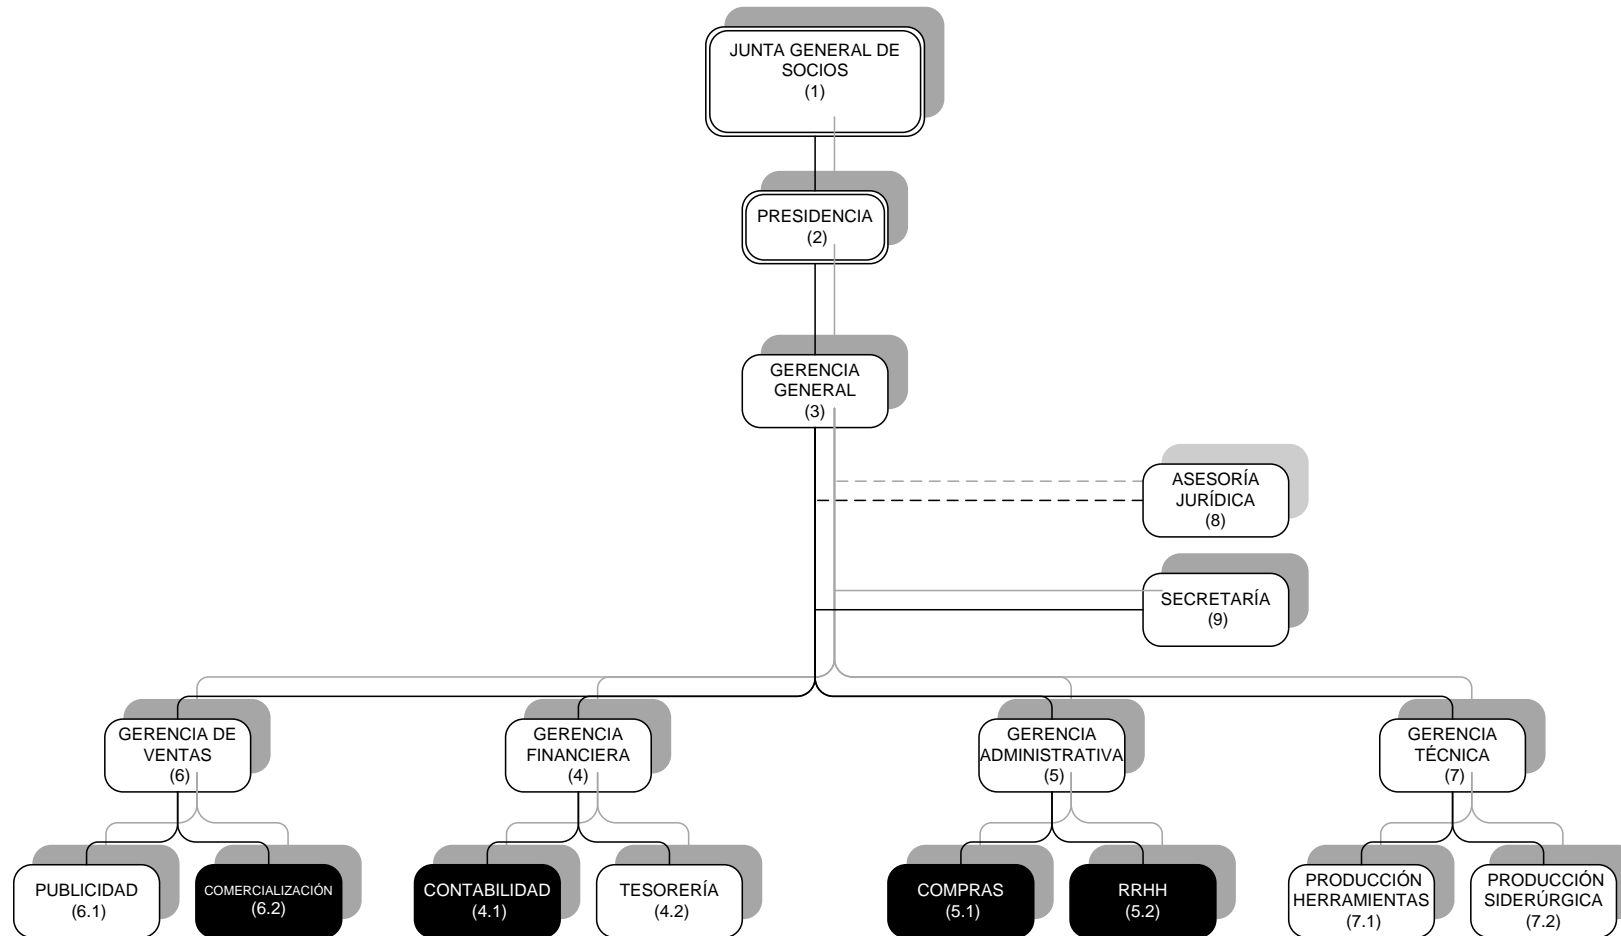 JUNTA GENERAL DE
SOCIOS
(1)
PRESIDENCIA
(2)
GERENCIA
GENERAL
(3)
ASESORÍA
JURÍDICA
(8)
SECRETARÍA
(9)
GERENCIA DE
VENTAS
(6)
GERENCIA
FINANCIERA
(4)
GERENCIA
ADMINISTRATIVA
(5)
GERENCIA
TÉCNICA
(7)
PUBLICIDAD
(6.1)
COMERCIALIZACIÓN
(6.2)
CONTABILIDAD
(4.1)
TESORERÍA
(4.2)
COMPRAS
(5.1)
RRHH
(5.2)
PRODUCCIÓN
HERRAMIENTAS
(7.1)
PRODUCCIÓN
SIDERÚRGICA
(7.2)